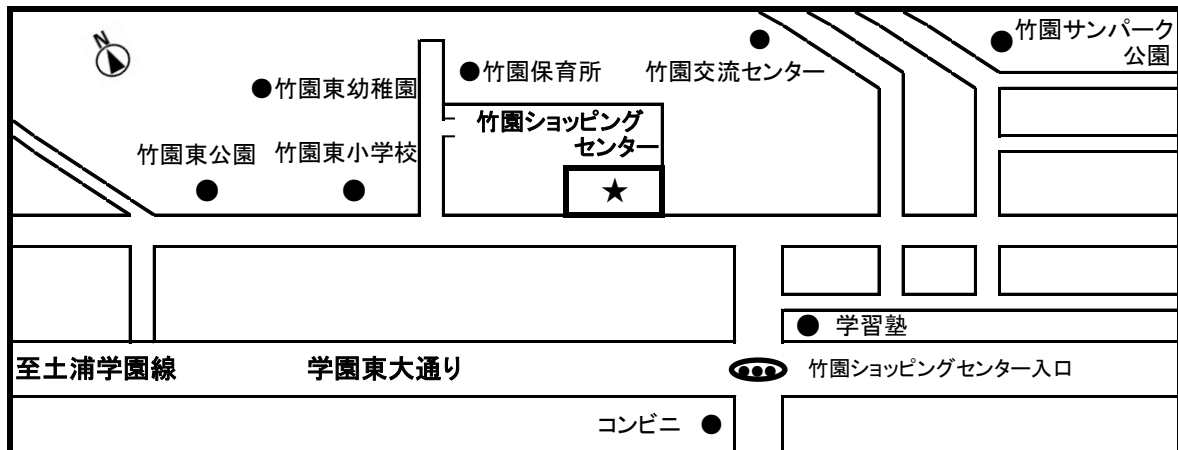 N
竹園サンパーク
公園
竹園保育所
竹園交流センター
竹園東幼稚園
竹園ショッピング
センター
竹園東公園
竹園東小学校
★
学習塾
至土浦学園線
学園東大通り
竹園ショッピングセンター入口
コンビニ